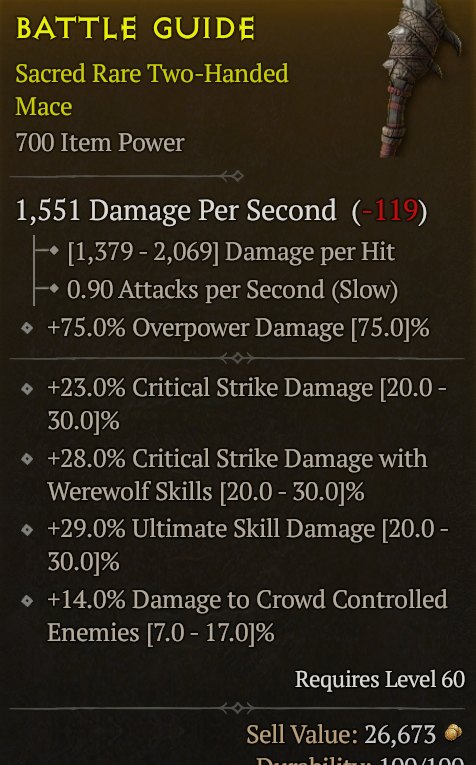 BATTLE GUIDE
Sacred Rare Two-Handed
Mace
700 Item Power
1,551 Damage Per Second (-119)
[1,379 - 2,069] Damage per Hit
0.90 Attacks per Second (Slow)
+75.0% Overpower Damage [75.0]%
+23.0% Critical Strike Damage [20.0 -
30.0]%
+28.0% Critical Strike Damage with
Werewolf Skills [20.0 - 30.0]%
+29.0% Ultimate Skill Damage [20.0 -
30.0]%
+14.0% Damage to Crowd Controlled
Enemies [7.0 - 17.0]%
Requires Level 60
Sell Value: 26,673
Durability: 100/100